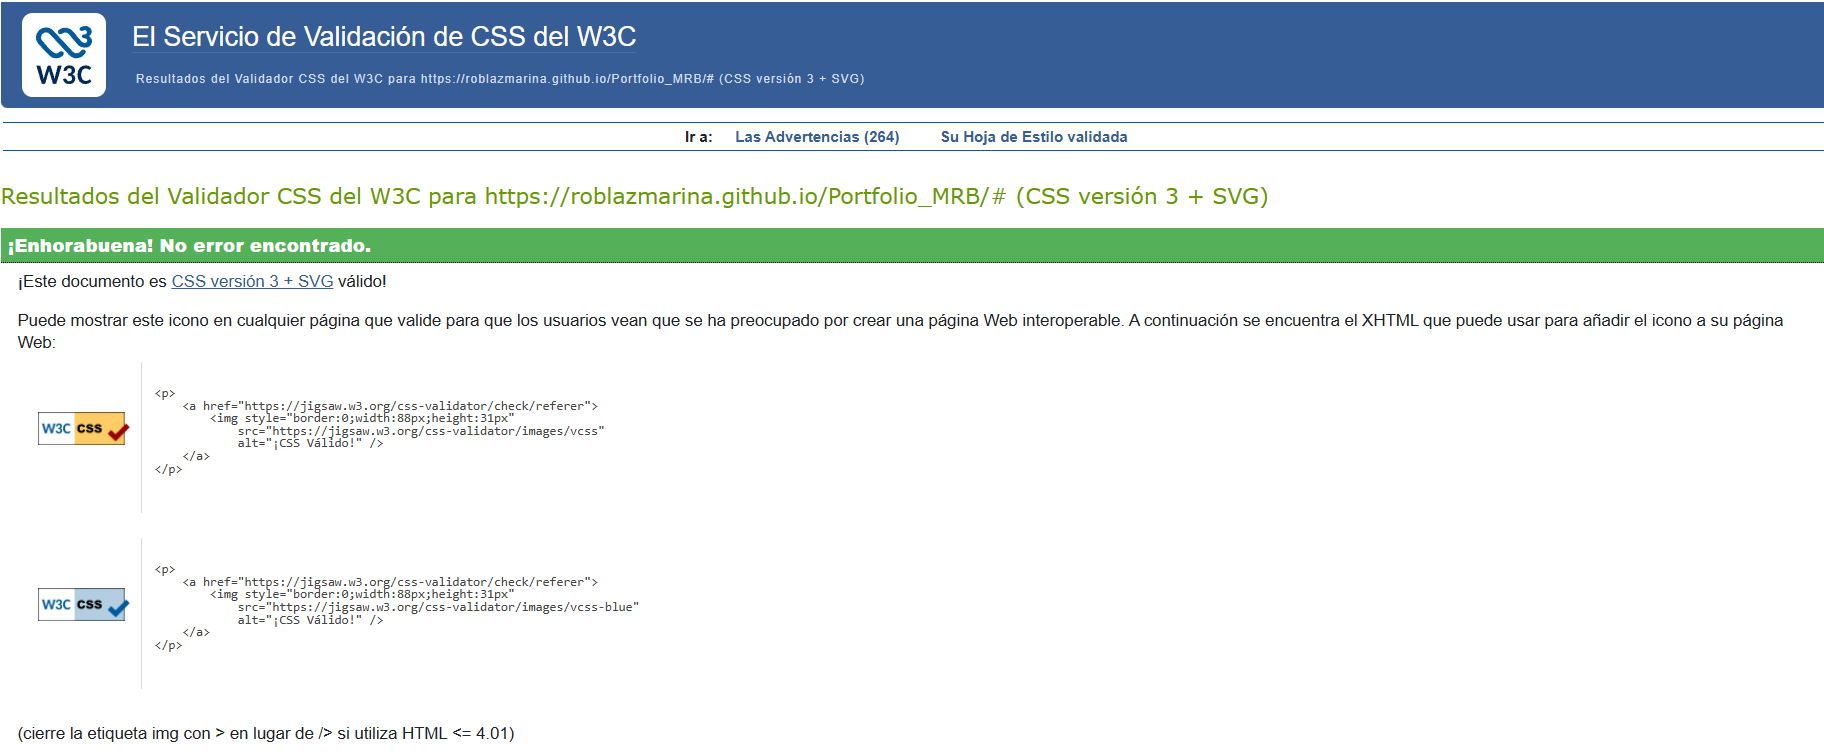 W3C
El Servicio de Validación de CSS del W3C
Resultados del Validador CSS del W3C para https://roblazmarina.github.io/Portfolio_MRB/# (CSS versión 3 + SVG)
Ir a: Las Advertencias (264) Su Hoja de Estilo validada
Resultados del Validador CSS del W3C para https://roblazmarina.github.io/Portfolio_MRB/# (CSS versión 3 + SVG)
¡Enhorabuena! No error encontrado.
¡Este documento es CSS versión 3 + SVG válido!
Puede mostrar este icono en cualquier página que valide para que los usuarios vean que se ha preocupado por crear una página Web interoperable. A continuación se encuentra el XHTML que puede usar para añadir el icono a su página
Web:
W3C css
<p>
<a href="https://jigsaw.w3.org/css-validator/check/referer">
<img style="border:0;width:88px;height:31px"
src="https://jigsaw.w3.org/css-validator/images/vcss"
alt="¡CSS Válido!" />
</a>
</p>
W3C css
<p>
<a href="https://jigsaw.w3.org/css-validator/check/referer">
<img style="border:0;width:88px;height:31px"
src="https://jigsaw.w3.org/css-validator/images/vcss-blue"
alt="¡CSS Válido!" />
</a>
</p>
(cierre la etiqueta img con > en lugar de /> si utiliza HTML <= 4.01)